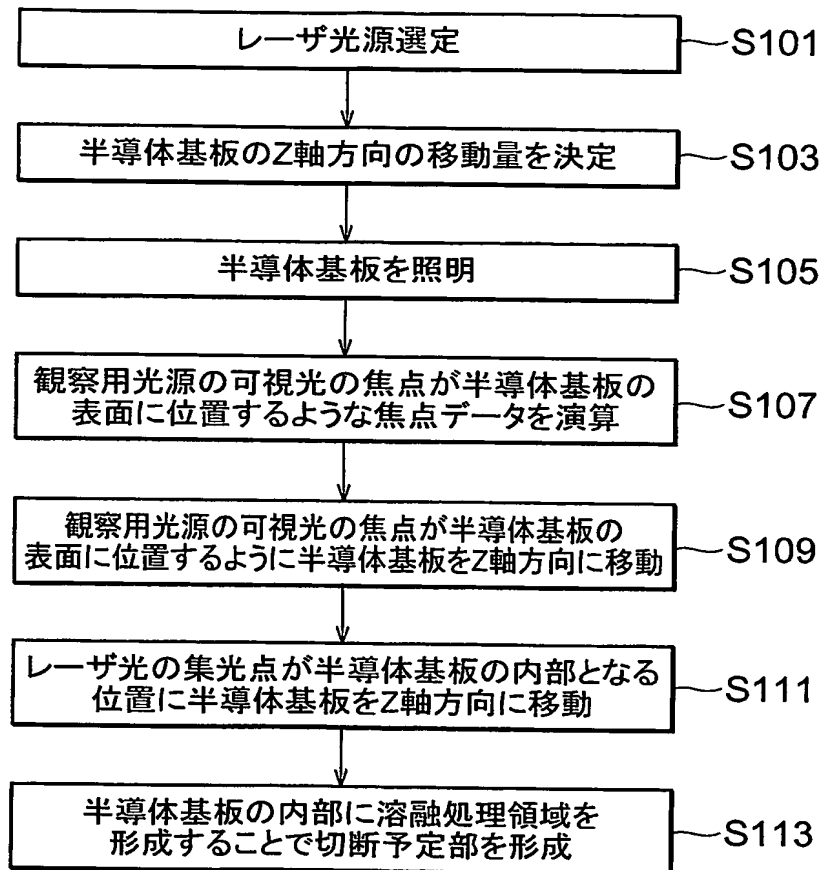 レーザ光源選定
S101
半導体基板のZ軸方向の移動量を決定
S103
半導体基板を照明
S105
観察用光源の可視光の焦点が半導体基板の
表面に位置するような焦点データを演算
S107
観察用光源の可視光の焦点が半導体基板の
表面に位置するように半導体基板をZ軸方向に移動
S109
レーザ光の集光点が半導体基板の内部となる
位置に半導体基板をZ軸方向に移動
S111
半導体基板の内部に溶融処理領域を
形成することで切断予定部を形成
S113